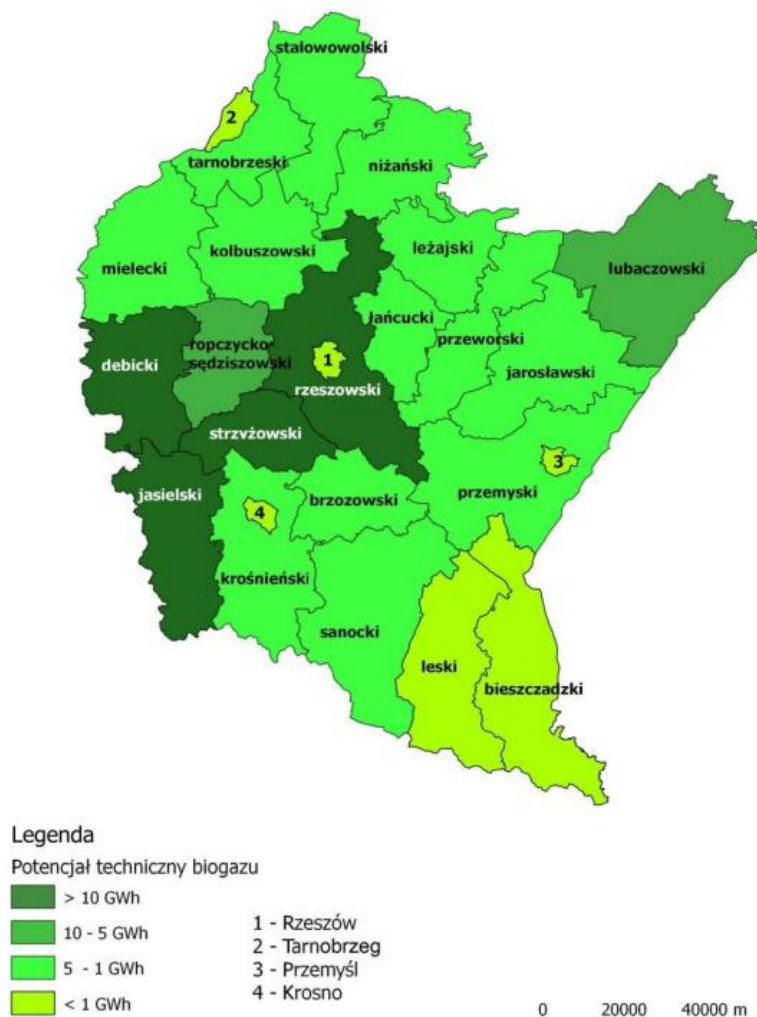 stalowowolski
2
tarnobrzeski
niżański
kolbuszowski
leżajski
mielecki
lubaczowski
łańcucki
ropczycko-
sędziszowski
przeworski
debicki
1
jarosławski
rzeszowski
strzyżowski
3
jasielski
brzozowski
przemyski
4
krośnieński
sanocki
leski
bieszczadzki
Legenda
Potencjał techniczny biogazu
> 10 GWh
10 - 5 GWh
5 - 1 GWh
< 1 GWh
1 - Rzeszów
2 - Tarnobrzeg
3 - Przemyśl
4 - Krosno
0 20000 40000 m